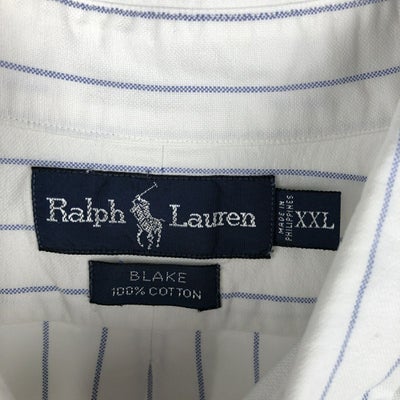 Ralph Lauren
MADE IN
PHILIPPINES
XXL
BLAKE
100% COTTON